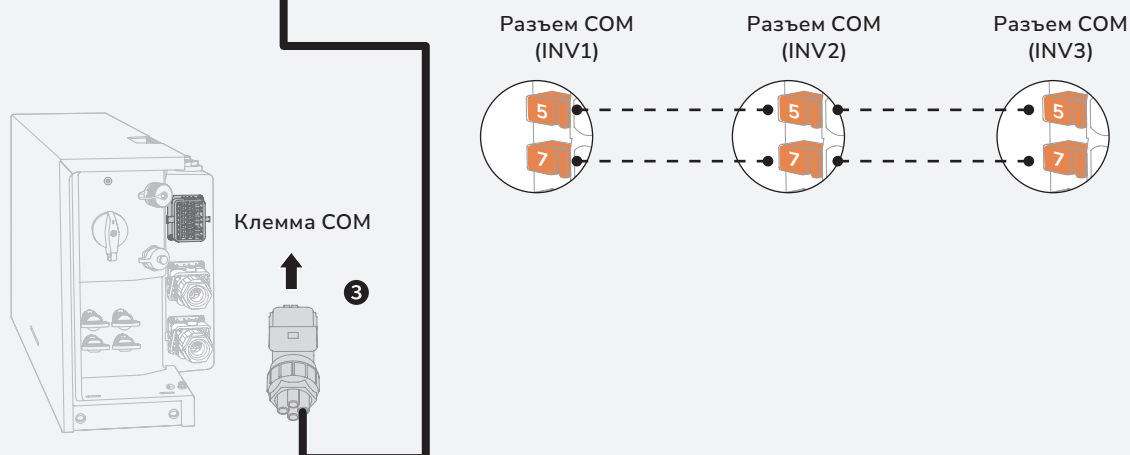 Разъем COM
(INV1)
Разъем COM
(INV2)
Разъем COM
(INV3)
5
5
5
7
7
7
Клемма COM
3